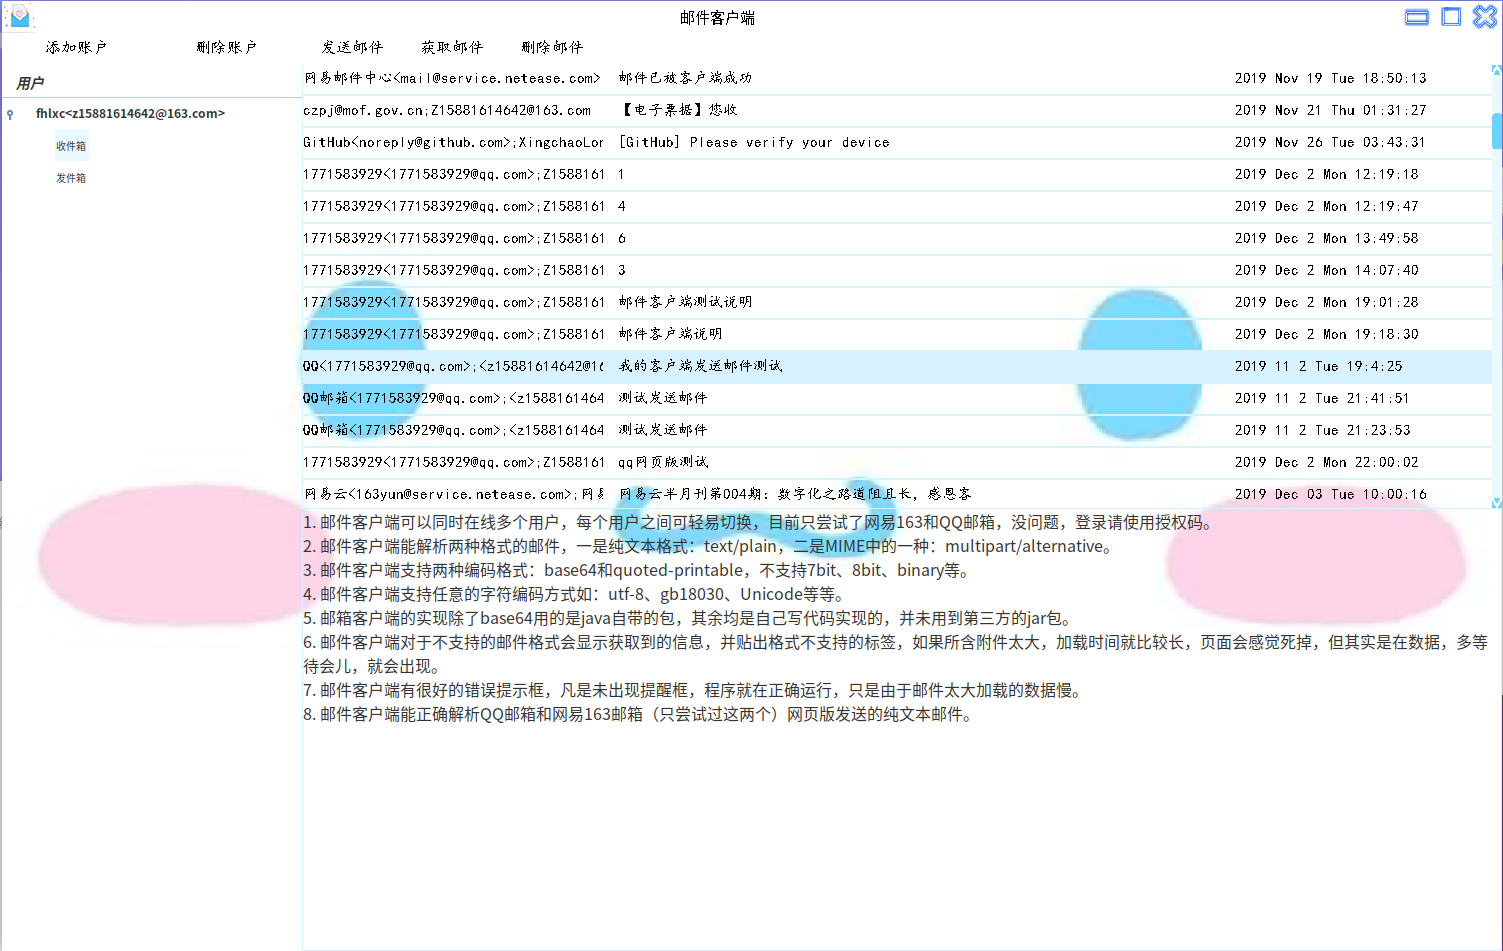 邮件客户端
添加账户 删除账户 发送邮件 获取邮件 删除邮件
用户
fhlxc<z15881614642@163.com>
收件箱
发件箱
网易邮件中心<mail@service.netease.com> 邮件已被客户端成功 2019 Nov 19 Tue 18:50:13
czpj@mof.gov.cn;Z15881614642@163.com 【电子票据】您收 2019 Nov 21 Thu 01:31:27
GitHub<noreply@github.com>;XingchaoLor [GitHub] Please verify your device 2019 Nov 26 Tue 03:43:31
1771583929<1771583929@qq.com>;Z1588161 1 2019 Dec 2 Mon 12:19:18
1771583929<1771583929@qq.com>;Z1588161 4 2019 Dec 2 Mon 12:19:47
1771583929<1771583929@qq.com>;Z1588161 6 2019 Dec 2 Mon 13:49:58
1771583929<1771583929@qq.com>;Z1588161 3 2019 Dec 2 Mon 14:07:40
1771583929<1771583929@qq.com>;Z1588161 邮件客户端测试说明 2019 Dec 2 Mon 19:01:28
1771583929<1771583929@qq.com>;Z1588161 邮件客户端说明 2019 Dec 2 Mon 19:18:30
QQ<1771583929@qq.com>;<z15881614642@16 我的客户端发送邮件测试 2019 11 2 Tue 19:4:25
QQ邮箱<1771583929@qq.com>;<z1588161464 测试发送邮件 2019 11 2 Tue 21:41:51
QQ邮箱<1771583929@qq.com>;<z1588161464 测试发送邮件 2019 11 2 Tue 21:23:53
1771583929<1771583929@qq.com>;Z1588161 qq网页版测试 2019 Dec 2 Mon 22:00:02
网易云<163yun@service.netease.com>;网易 网易云半月刊第004期：数字化之路道阻且长，感恩客 2019 Dec 03 Tue 10:00:16
1. 邮件客户端可以同时在线多个用户，每个用户之间可轻易切换，目前只尝试了网易163和QQ邮箱，没问题，登录请使用授权码。
2. 邮件客户端能解析两种格式的邮件，一是纯文本格式：text/plain，二是MIME中的一种：multipart/alternative。
3. 邮件客户端支持两种编码格式：base64和quoted-printable，不支持7bit、8bit、binary等。
4. 邮件客户端支持任意的字符编码方式如：utf-8、gb18030、Unicode等等。
5. 邮箱客户端的实现除了base64用的是java自带的包，其余均是自己写代码实现的，并未用到第三方的jar包。
6. 邮件客户端对于不支持的邮件格式会显示获取到的信息，并贴出格式不支持的标签，如果所含附件太大，加载时间就比较长，页面会感觉死掉，但其实是在数据，多等
待会儿，就会出现。
7. 邮件客户端有很好的错误提示框，凡是未出现提醒框，程序就在正确运行，只是由于邮件太大加载的数据慢。
8. 邮件客户端能正确解析QQ邮箱和网易163邮箱（只尝试过这两个）网页版发送的纯文本邮件。